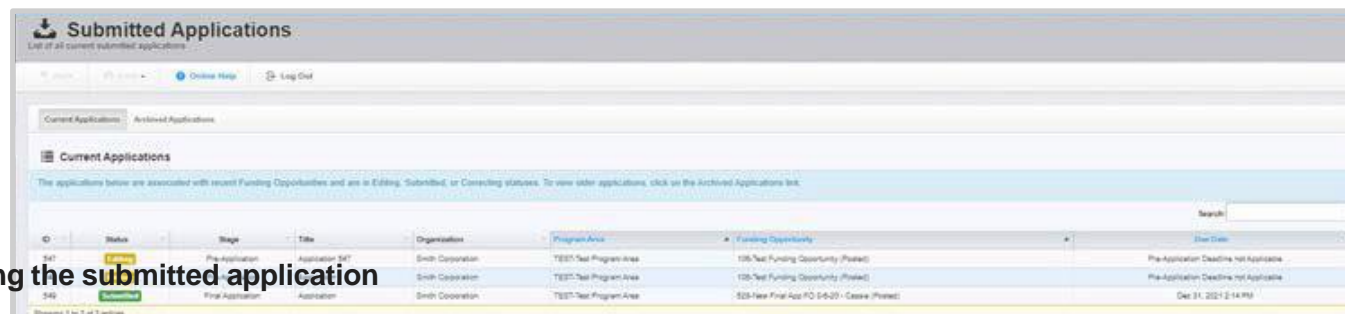 Submitted Applications
List of all current submitted applications
Online Help Log Out
Current Applications Archived Applications
Current Applications
The applications below are associated with recent Funding Opportunities and are in Editing, Submitted, or Correcting statuses. To view older applications, click on the Archived Applications link.
Search:
ID Status Stage Title Organization Program Area Funding Opportunity Due Date
547 Editing Pre-Application Application 547 Smith Corporation TEST-Test Program Area 108-Test Funding Opportunity (Posted) Pre-Application Deadline not Applicable
Smith Corporation TEST-Test Program Area 108-Test Funding Opportunity (Posted) Pre-Application Deadline not Applicable
ng the submitted application
549 Submitted Final Application Application Smith Corporation TEST-Test Program Area Dec 31, 2021 2:14 PM